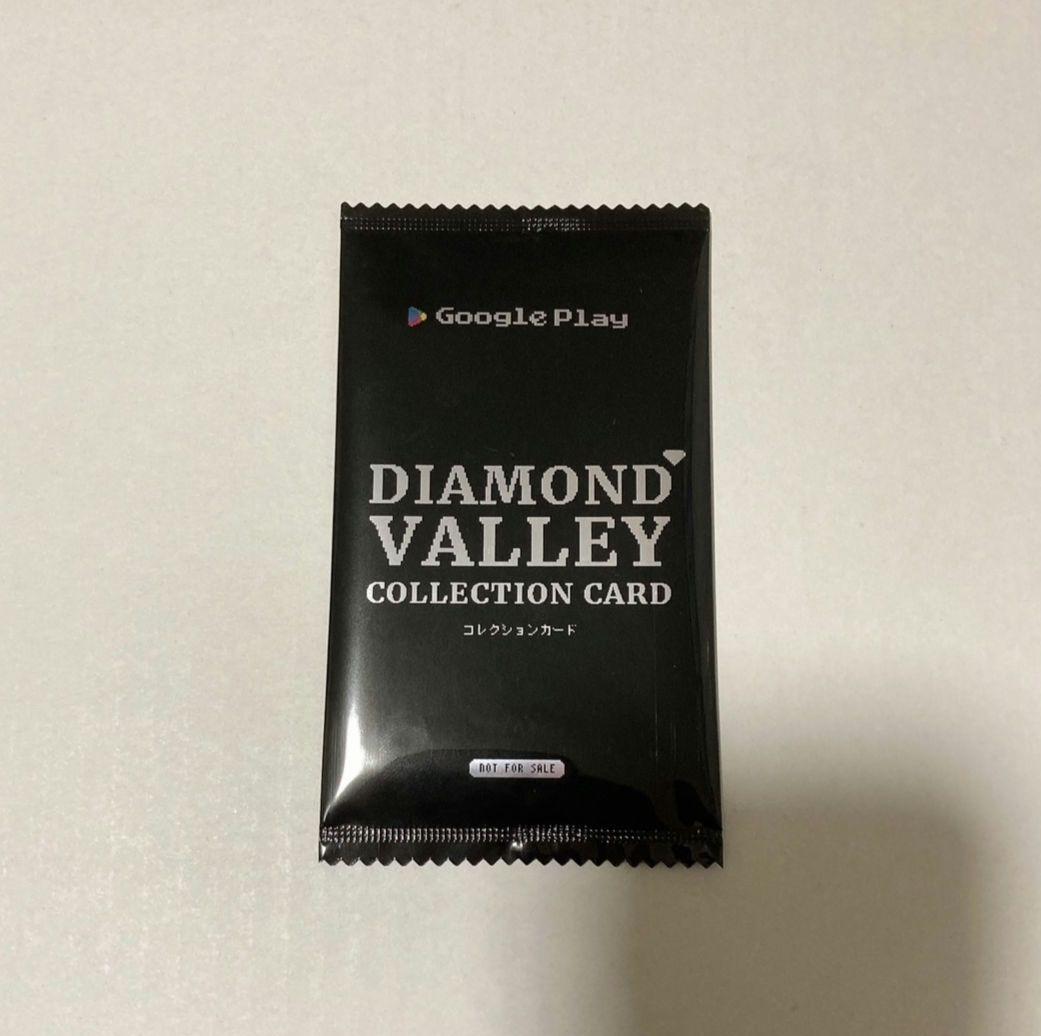 Google Play
DIAMOND
VALLEY
COLLECTION CARD
コレクションカード
NOT FOR SALE